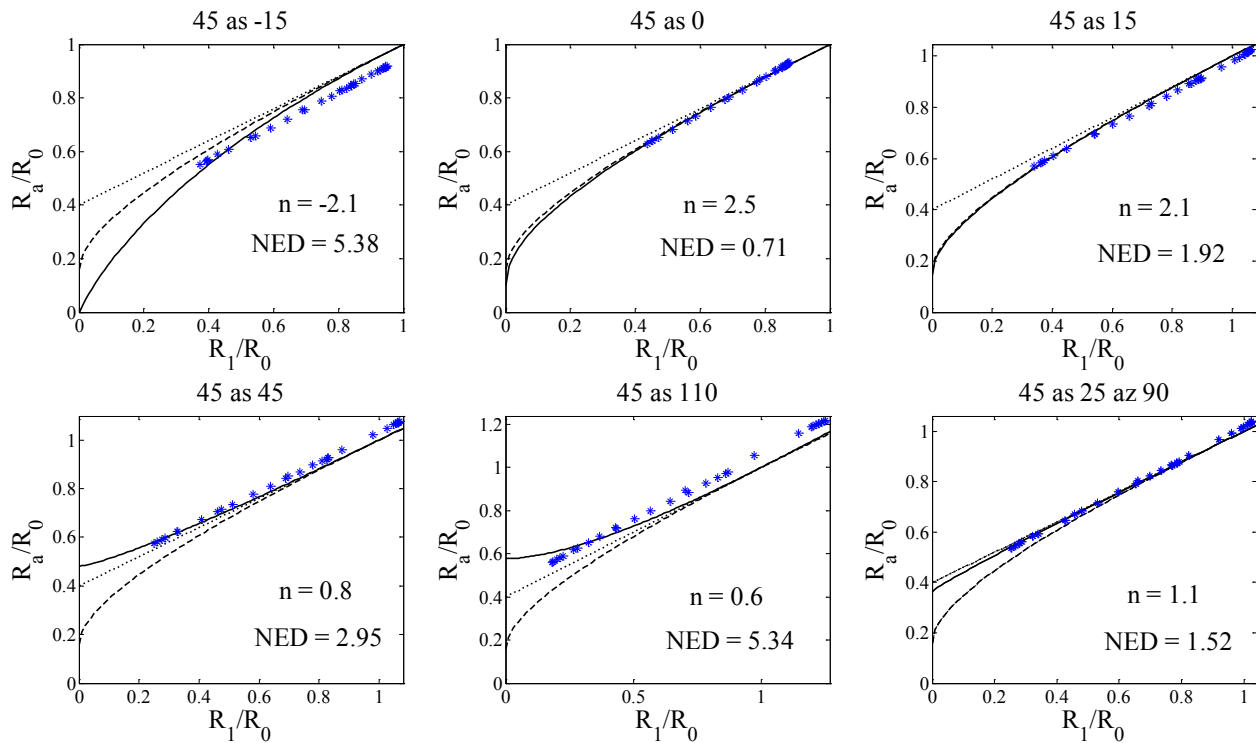 45 as -15
45 as 0
45 as 15
1
0.8
0.6
0.4
0.2
0
R_a/R_0
n = -2.1
NED = 5.38
0 0.2 0.4 0.6 0.8 1
R_1/R_0
1
0.8
0.6
0.4
0.2
0
R_a/R_0
n = 2.5
NED = 0.71
0 0.2 0.4 0.6 0.8 1
R_1/R_0
1
0.8
0.6
0.4
0.2
0
R_a/R_0
n = 2.1
NED = 1.92
0 0.2 0.4 0.6 0.8 1
R_1/R_0
45 as 45
45 as 110
45 as 25 az 90
1
0.8
0.6
0.4
0.2
0
R_a/R_0
n = 0.8
NED = 2.95
0 0.2 0.4 0.6 0.8 1
R_1/R_0
1.2
1
0.8
0.6
0.4
0.2
0
R_a/R_0
n = 0.6
NED = 5.34
0 0.5 1
R_1/R_0
1
0.8
0.6
0.4
0.2
0
R_a/R_0
n = 1.1
NED = 1.52
0 0.2 0.4 0.6 0.8 1
R_1/R_0